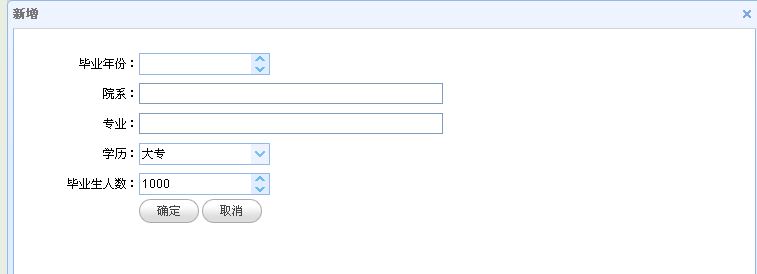 新增
毕业年份：
院系：
专业：
学历：大专
毕业生人数：1000
确定 取消